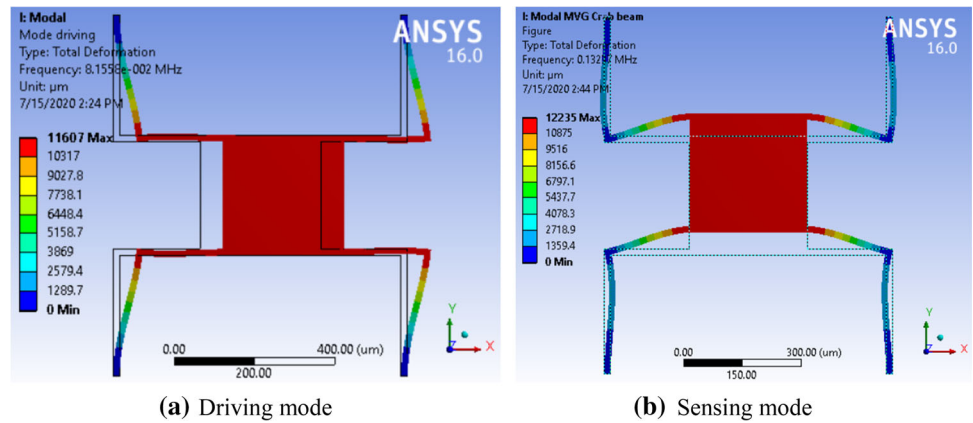 I: Modal
Mode driving
Type: Total Deformation
Frequency: 8.1558e-002 MHz
Unit: µm
7/15/2020 2:24 PM
ANSYS
16.0
11607 Max
10317
9027.8
7738.1
6448.4
5158.7
3869
2579.4
1289.7
0 Min
0.00
400.00 (um)
200.00
Y
Z
X
(a) Driving mode
I: Modal MVG Crab beam
Figure
Type: Total Deformation
Frequency: MHz
Unit: µm
7/15/2020 2:44 PM
ANSYS
16.0
12235 Max
10875
9516
8156.6
6797.1
5437.7
4078.3
2718.9
1359.4
0 Min
0.00
300.00 (um)
150.00
Y
Z
X
(b) Sensing mode